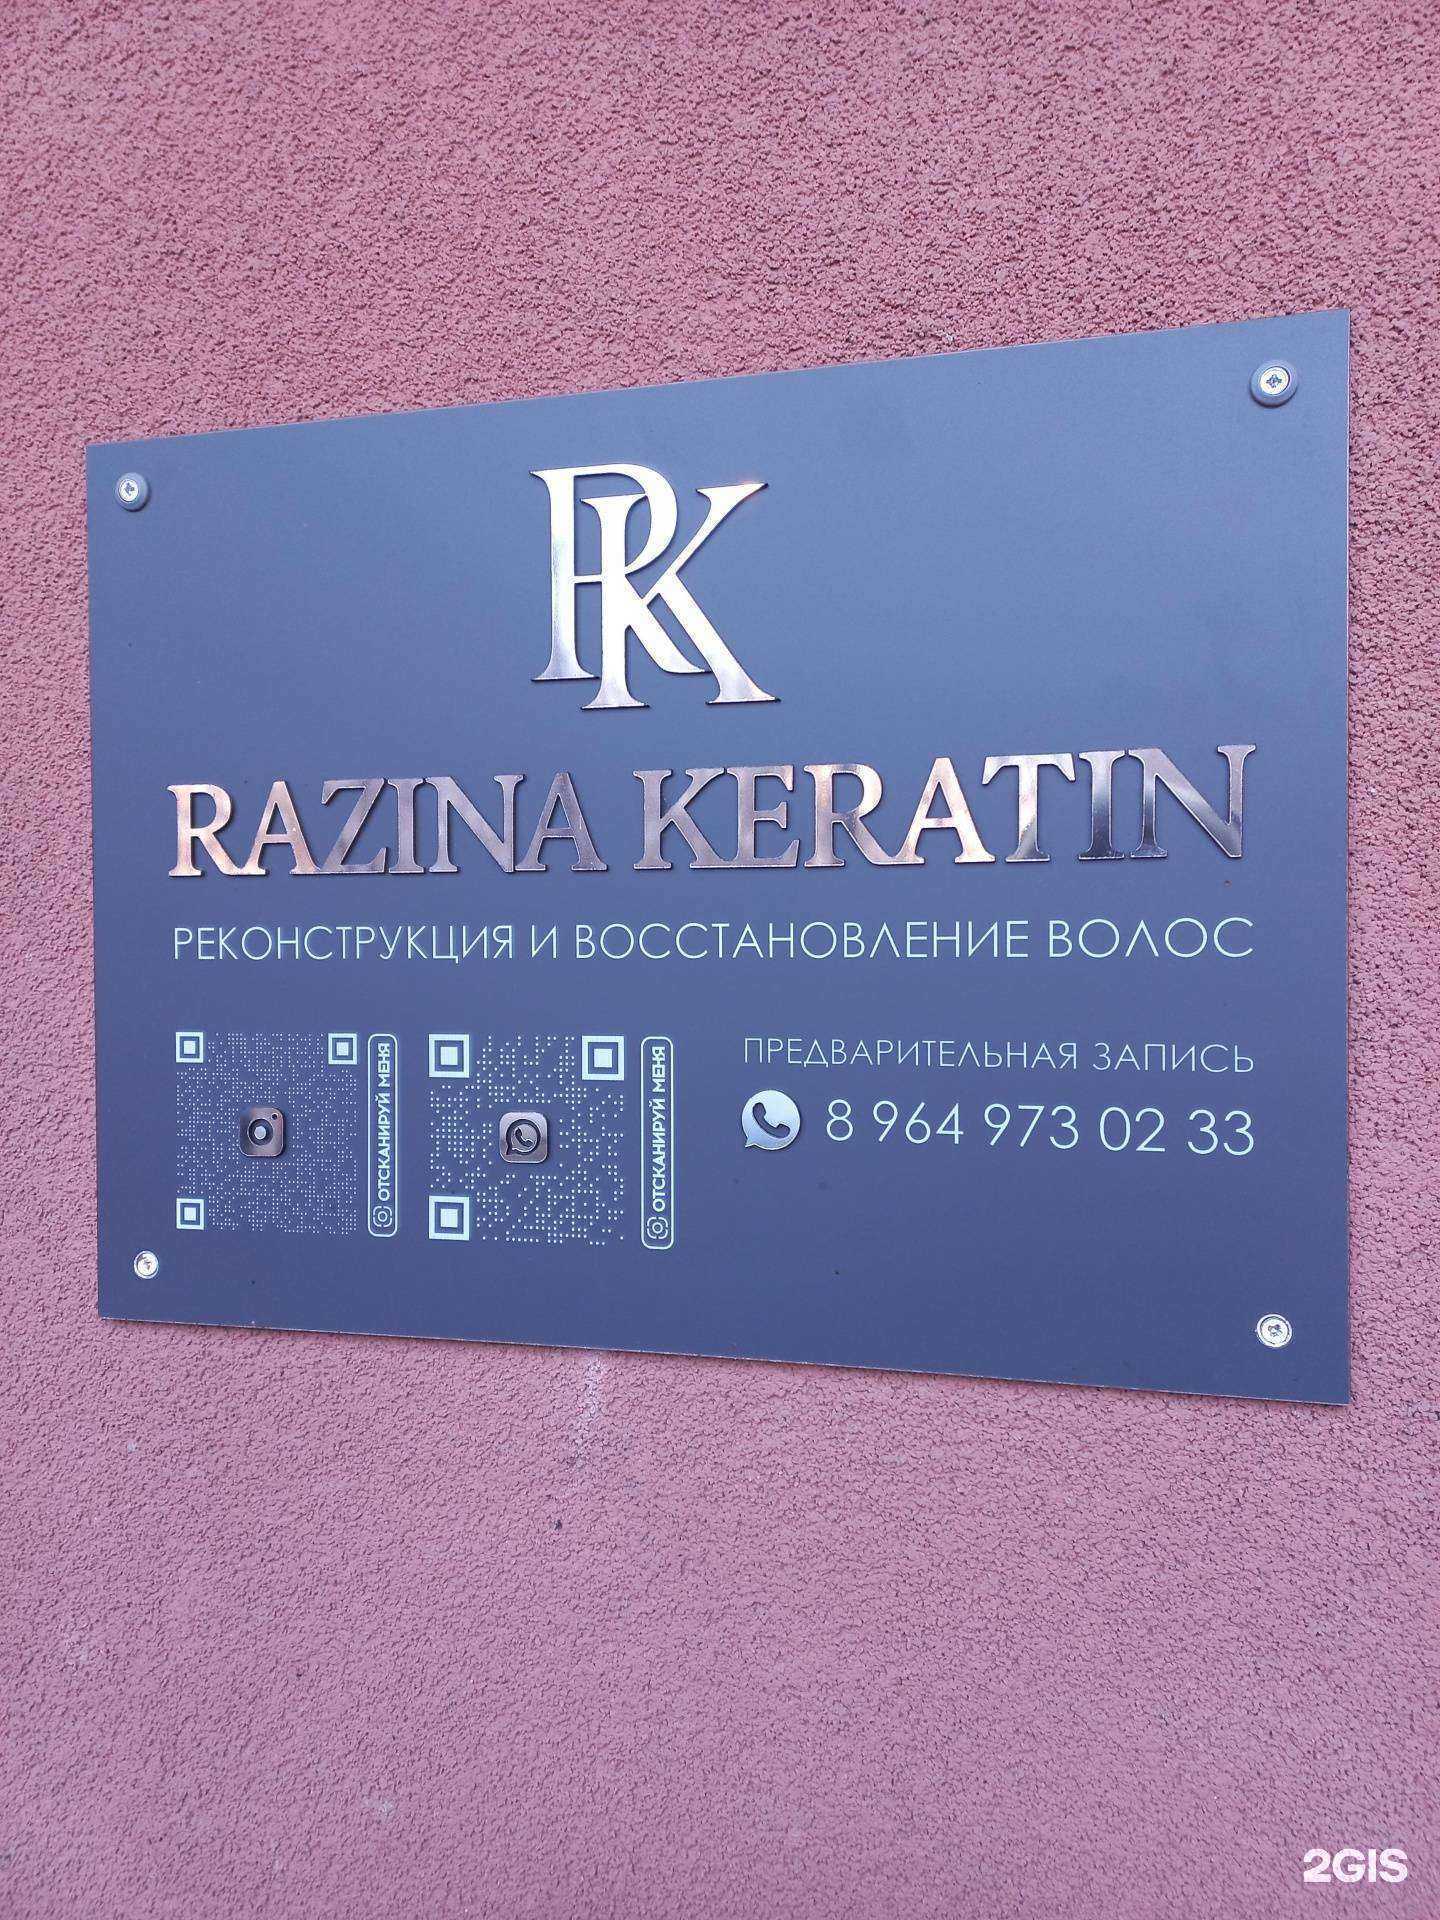 RK
RAZINA KERATIN
РЕКОНСТРУКЦИЯ И ВОССТАНОВЛЕНИЕ ВОЛОС
ОТСКАНИРУЙ МЕНЯ
ОТСКАНИРУЙ МЕНЯ
ПРЕДВАРИТЕЛЬНАЯ ЗАПИСЬ
8 964 973 02 33
2GIS